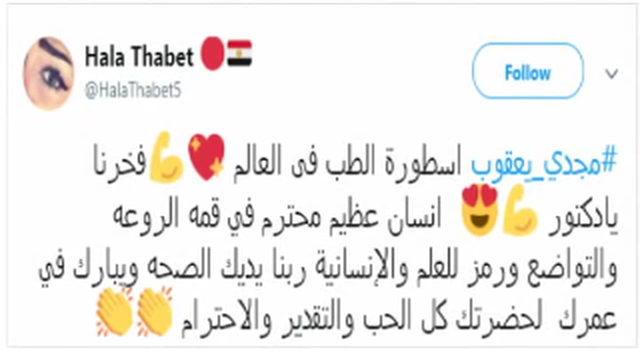 Hala Thabet 🔴🇪🇬
@HalaThabet5
Follow
#مجدي_يعقوب اسطورة الطب فى العالم 💖💪فخرنا
يادكتور 💪😍 انسان عظيم محترم في قمه الروعه
والتواضع ورمز للعلم والإنسانية ربنا يديك الصحه ويبارك في
عمرك لحضرتك كل الحب والتقدير والاحترام 👏👏